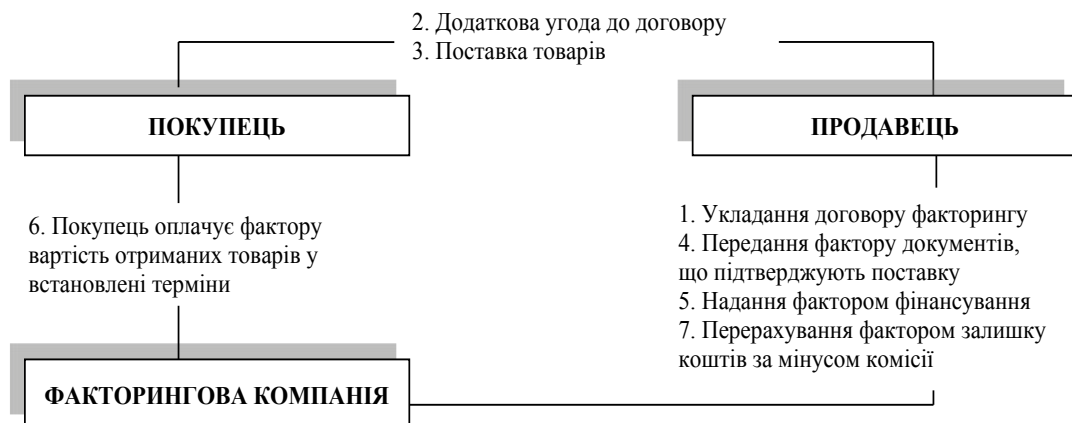 2. Додаткова угода до договору
3. Поставка товарів
ПОКУПЕЦЬ
ПРОДАВЕЦЬ
6. Покупець оплачує фактору
вартість отриманих товарів у
встановлені терміни
1. Укладання договору факторингу
4. Передання фактору документів,
що підтверджують поставку
5. Надання фактором фінансування
7. Перерахування фактором залишку
коштів за мінусом комісії
ФАКТОРИНГОВА КОМПАНІЯ